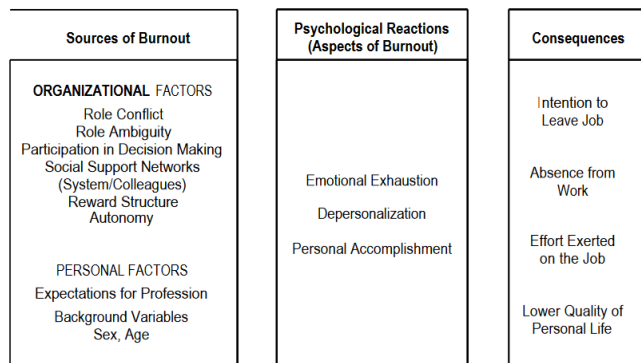 Sources of Burnout
ORGANIZATIONAL FACTORS
Role Conflict
Role Ambiguity
Participation in Decision Making
Social Support Networks
(System/Colleagues)
Reward Structure
Autonomy
PERSONAL FACTORS
Expectations for Profession
Background Variables
Sex, Age
Psychological Reactions
(Aspects of Burnout)
Emotional Exhaustion
Depersonalization
Personal Accomplishment
Consequences
Intention to
Leave Job
Absence from
Work
Effort Exerted
on the Job
Lower Quality of
Personal Life